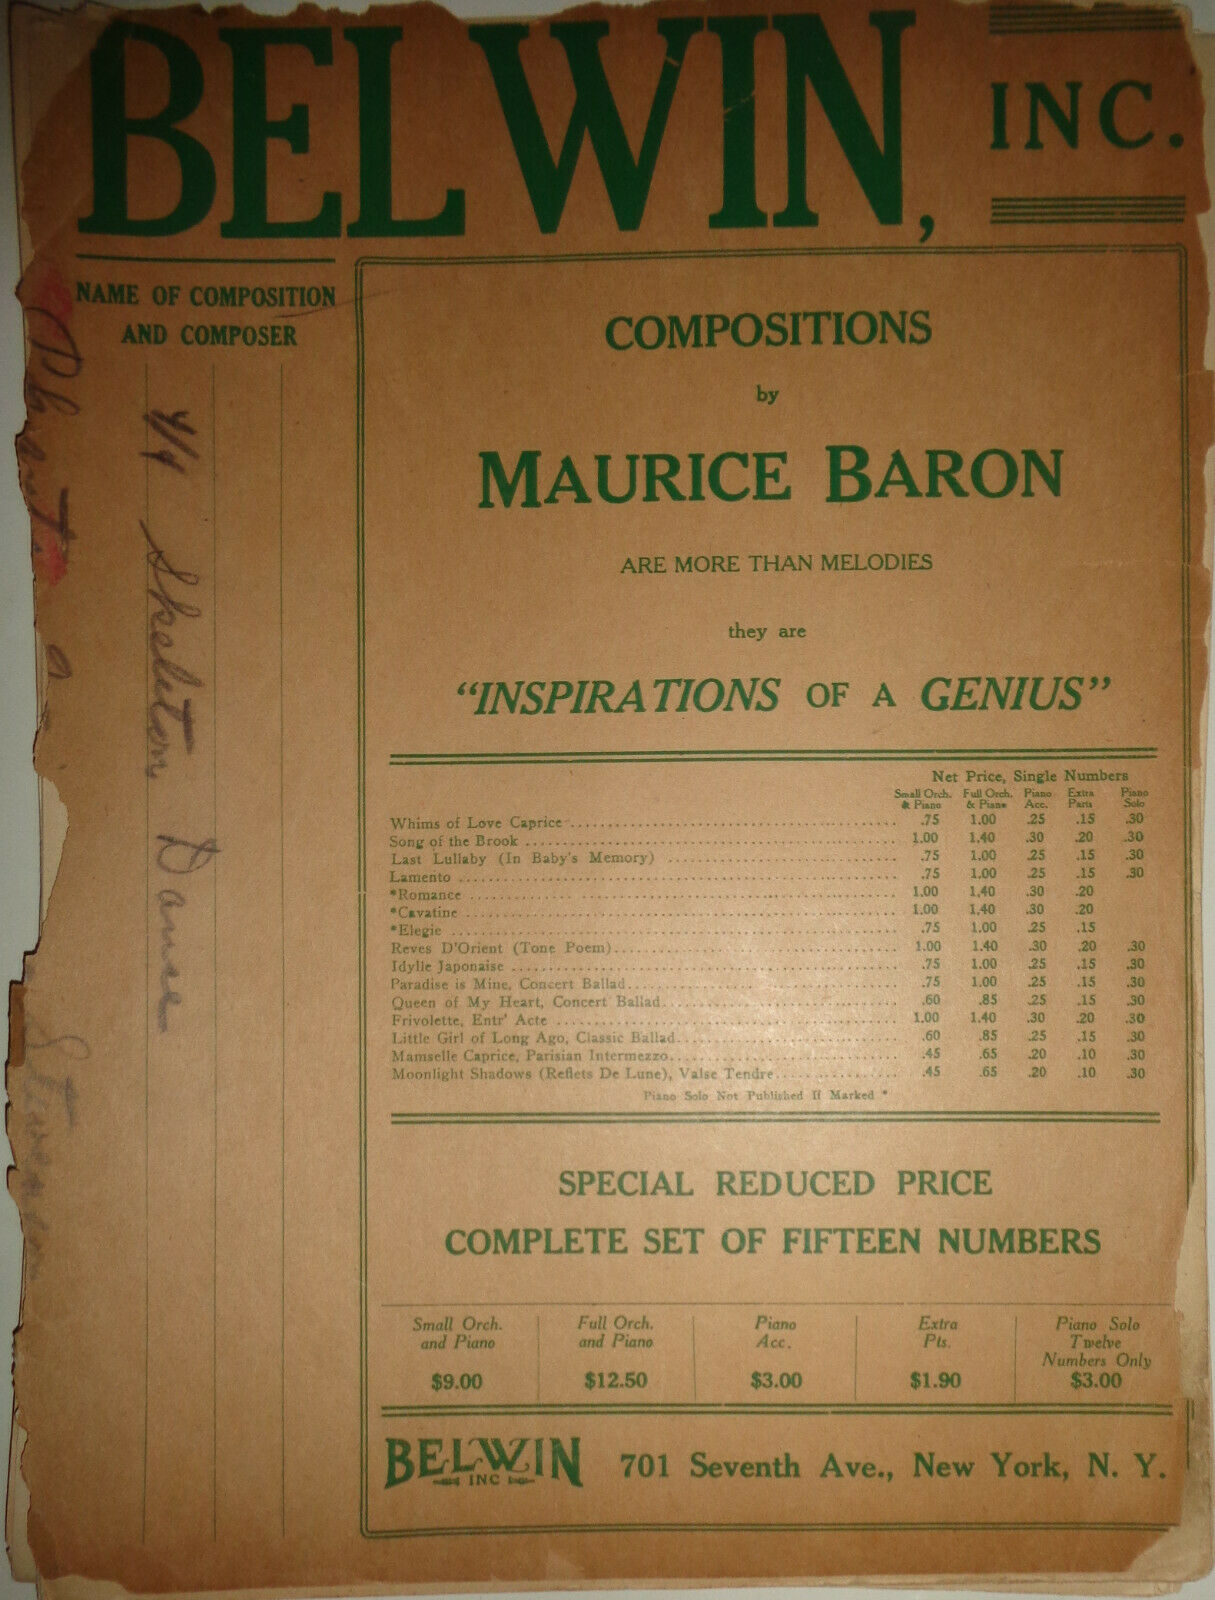 BELWIN, INC.
NAME OF COMPOSITION
AND COMPOSER
4/4 Skeleton Dance
COMPOSITIONS
by
MAURICE BARON
ARE MORE THAN MELODIES
they are
"INSPIRATIONS OF A GENIUS"
Net Price, Single Numbers
Small Orch. & Piano Full Orch. & Piano Piano Acc. Extra Parts Piano Solo
Whims of Love Caprice .75 1.00 .25 .15 .30
Song of the Brook 1.00 1.40 .30 .20 .30
Last Lullaby (In Baby's Memory) .75 1.00 .25 .15 .30
Lamento .75 1.00 .25 .15 .30
*Romance 1.00 1.40 .30 .20
*Cavatine 1.00 1.40 .30 .20
*Elegie .75 1.00 .25 .15
Reves D'Orient (Tone Poem) 1.00 1.40 .30 .20 .30
Idylle Japonaise .75 1.00 .25 .15 .30
Paradise is Mine, Concert Ballad .75 1.00 .25 .15 .30
Queen of My Heart, Concert Ballad .60 .85 .25 .15 .30
Frivolette, Entr' Acte 1.00 1.40 .30 .20 .30
Little Girl of Long Ago, Classic Ballad .60 .85 .25 .15 .30
Mamselle Caprice, Parisian Intermezzo .45 .65 .20 .10 .30
Moonlight Shadows (Reflets De Lune), Valse Tendre .45 .65 .20 .10 .30
Piano Solo Not Published If Marked *
SPECIAL REDUCED PRICE
COMPLETE SET OF FIFTEEN NUMBERS
Small Orch. and Piano $9.00
Full Orch. and Piano $12.50
Piano Acc. $3.00
Extra Pts. $1.90
Piano Solo Twelve Numbers Only $3.00
BELWIN INC 701 Seventh Ave., New York, N. Y.